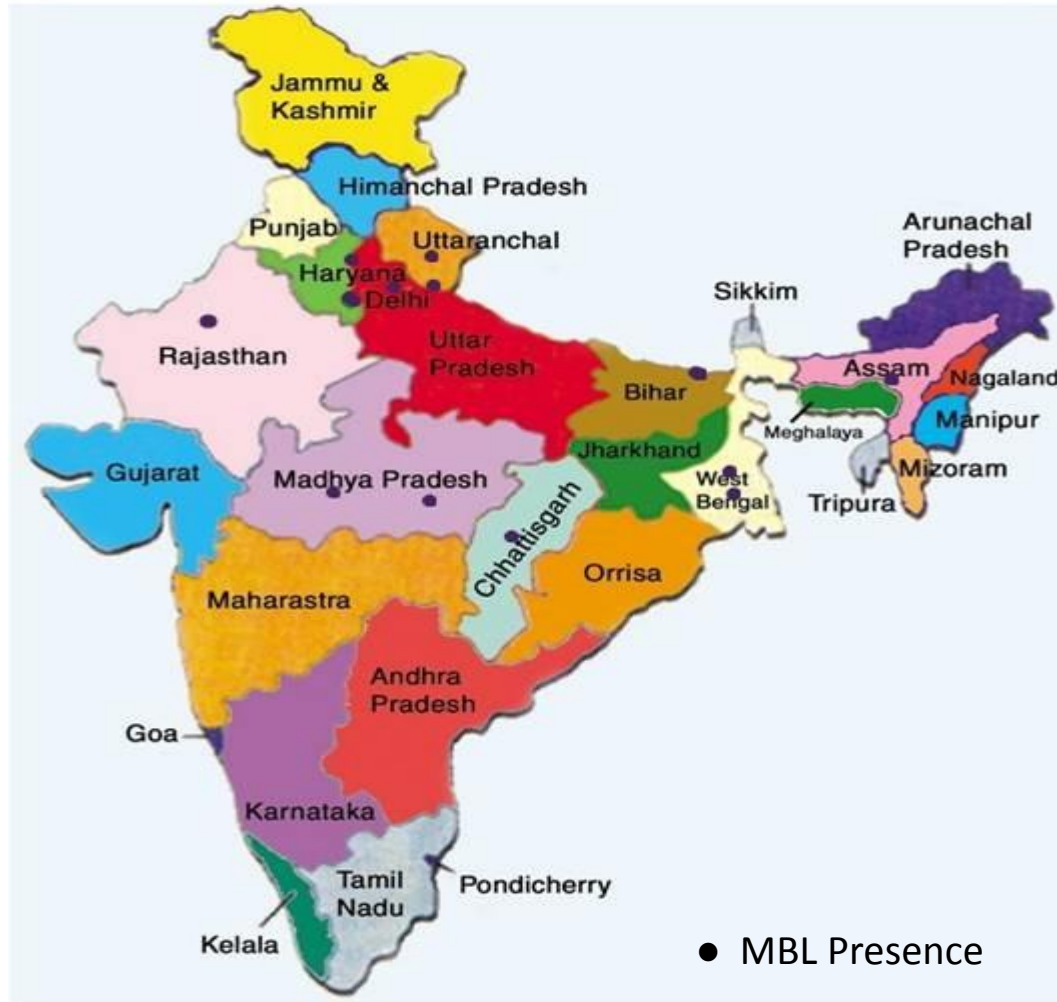 Jammu &
Kashmir
Himanchal Pradesh
Punjab
Uttaranchal
Arunachal
Pradesh
Haryana
Delhi
Sikkim
Rajasthan
Uttar
Pradesh
Bihar
Assam
Nagaland
Meghalaya
Manipur
Jharkhand
Gujarat
Madhya Pradesh
West
Bengal
Tripura
Mizoram
Chhattisgarh
Orrisa
Maharastra
Andhra
Pradesh
Goa
Karnataka
Tamil
Nadu
Pondicherry
Kelala
● MBL Presence